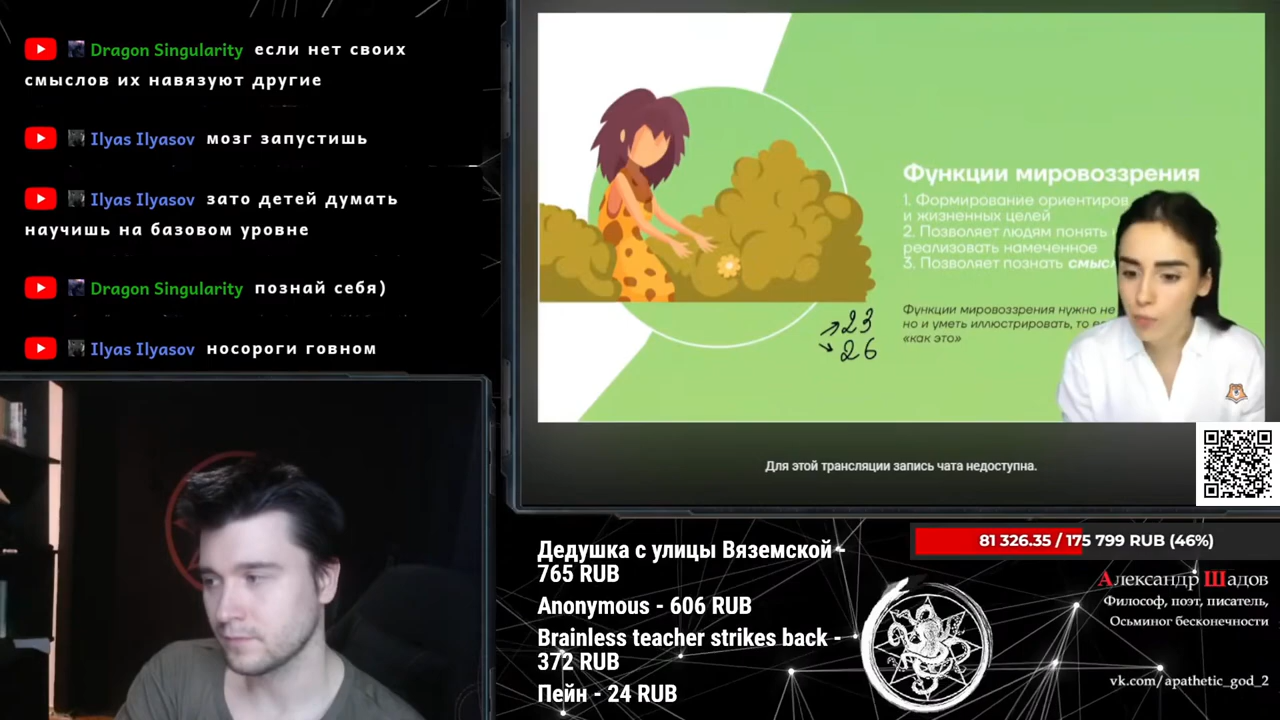 Dragon Singularity если нет своих
смыслов их навязуют другие
Ilyas Ilyasov мозг запустишь
Ilyas Ilyasov зато детей думать
научишь на базовом уровне
Dragon Singularity познай себя)
Ilyas Ilyasov носороги говном
Функции мировоззрения
1. Формирование ориентиров
и жизненных целей
2. Позволяет людям понять
реализовать намеченное
3. Позволяет познать
Функции мировоззрения нужно не
но и уметь иллюстрировать, то
«как это»
23
26
Для этой трансляции запись чата недоступна.
81 326.35 / 175 799 RUB (46%)
Дедушка с улицы Вяземской -
765 RUB
Anonymous - 606 RUB
Brainless teacher strikes back -
372 RUB
Пейн - 24 RUB
Александр Шадов
Философ, поэт, писатель,
Осьминог бесконечности
vk.com/apathetic_god_2